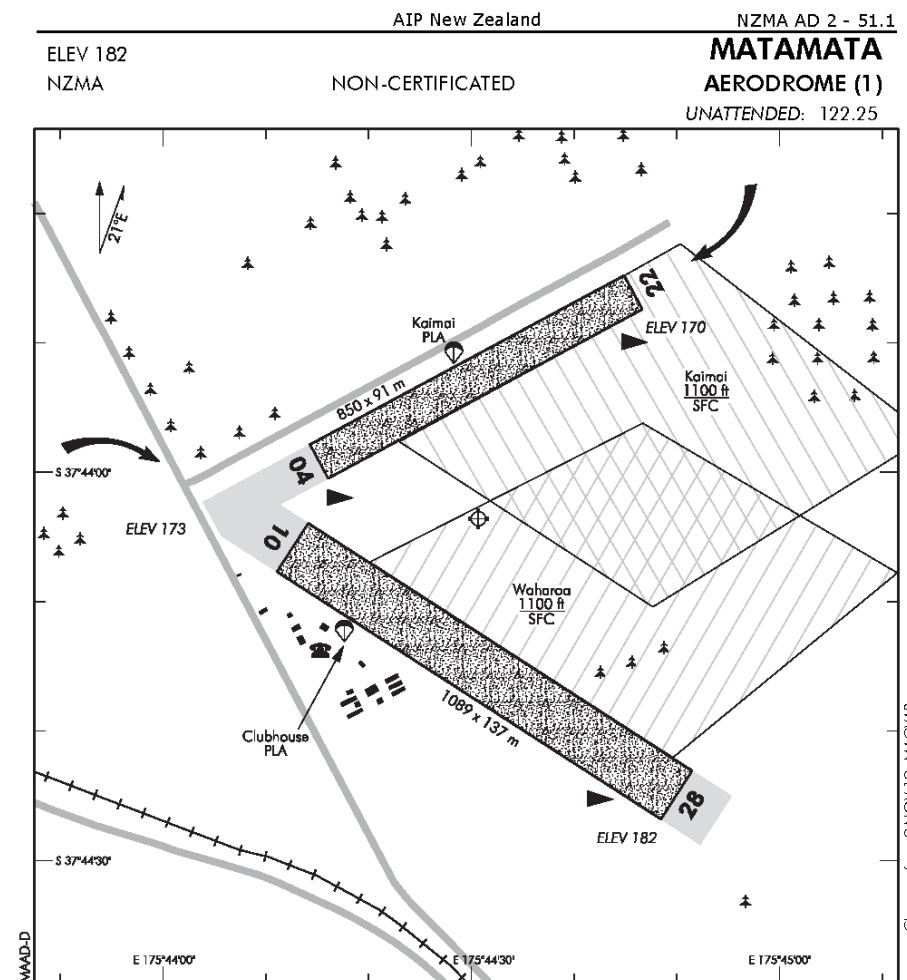 AIP New Zealand
NZMA AD 2 - 51.1
ELEV 182
MATAMATA
NZMA
NON-CERTIFICATED
AERODROME (1)
UNATTENDED: 122.25
21°E
22
Kaimai
PLA
ELEV 170
Kaimai
1100 ft
SFC
850 x 91 m
04
S 37°44'00"
ELEV 173
10
Waharoa
1100 ft
SFC
1089 x 137 m
Clubhouse
PLA
28
ELEV 182
S 37°44'30"
MAAD-D
E 175°44'00"
E 175°44'30"
E 175°45'00"